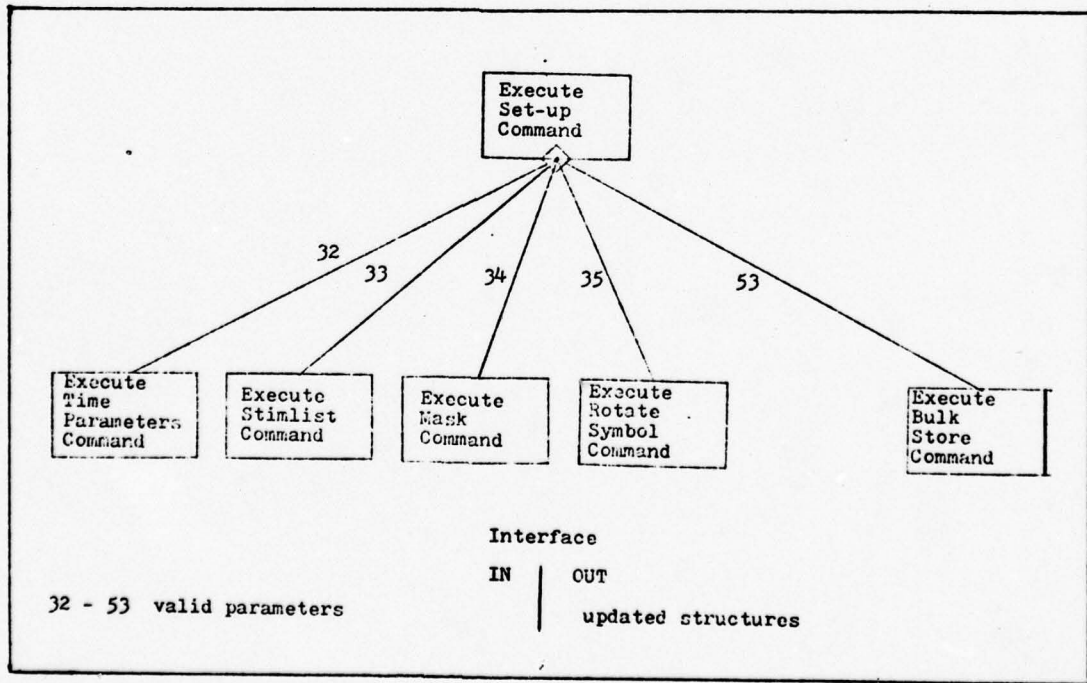 Execute
Set-up
Command
32
33
34
35
53
Execute
Time
Parameters
Command
Execute
Stimlist
Command
Execute
Mask
Command
Execute
Rotate
Symbol
Command
Execute
Bulk
Store
Command
Interface
IN OUT
32 - 53 valid parameters
updated structures